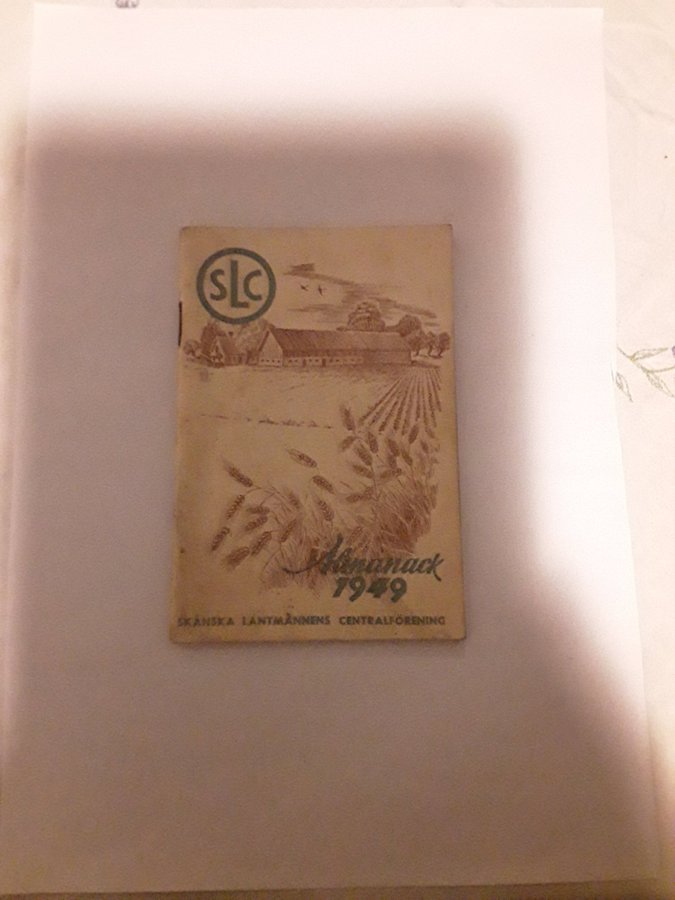 SLC
Almanack
1949
SKÅNSKA LANTMÄNNENS CENTRALFÖRENING